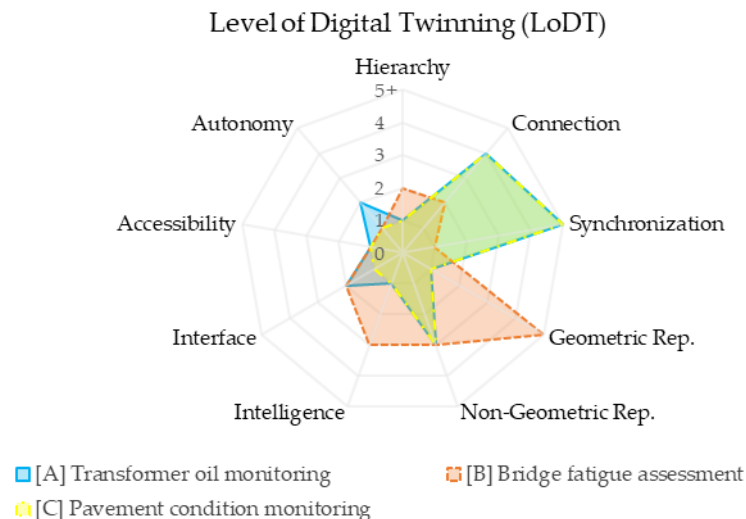 Level of Digital Twinning (LoDT)
Hierarchy
5+
Autonomy
4
Connection
3
2
Accessibility
1
Synchronization
0
Interface
Geometric Rep.
Intelligence
Non-Geometric Rep.
[A] Transformer oil monitoring
[B] Bridge fatigue assessment
[C] Pavement condition monitoring